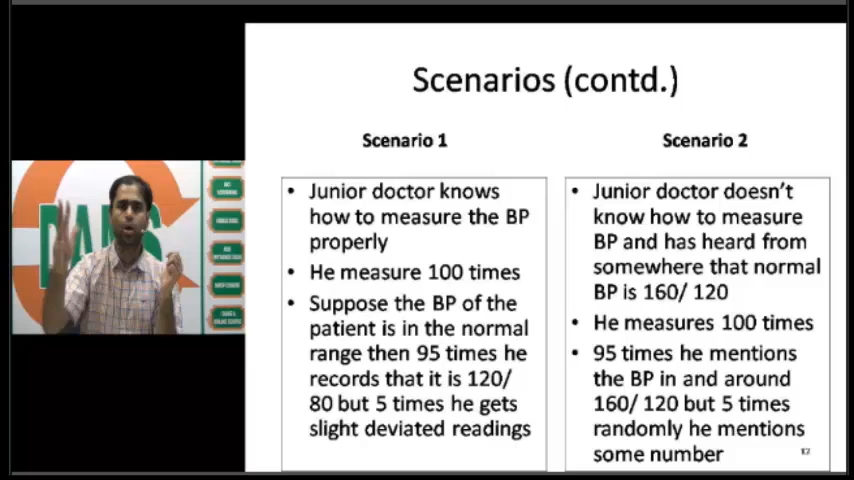 Scenarios (contd.)
Scenario 1
• Junior doctor knows
how to measure the BP
properly
• He measure 100 times
• Suppose the BP of the
patient is in the normal
range then 95 times he
records that it is 120/
80 but 5 times he gets
slight deviated readings
Scenario 2
• Junior doctor doesn't
know how to measure
BP and has heard from
somewhere that normal
BP is 160/ 120
• He measures 100 times
• 95 times he mentions
the BP in and around
160/ 120 but 5 times
randomly he mentions
some number